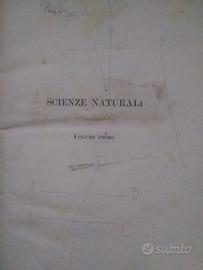 SCIENZE NATURALI
VOLUME PRIMO
D
C
subito